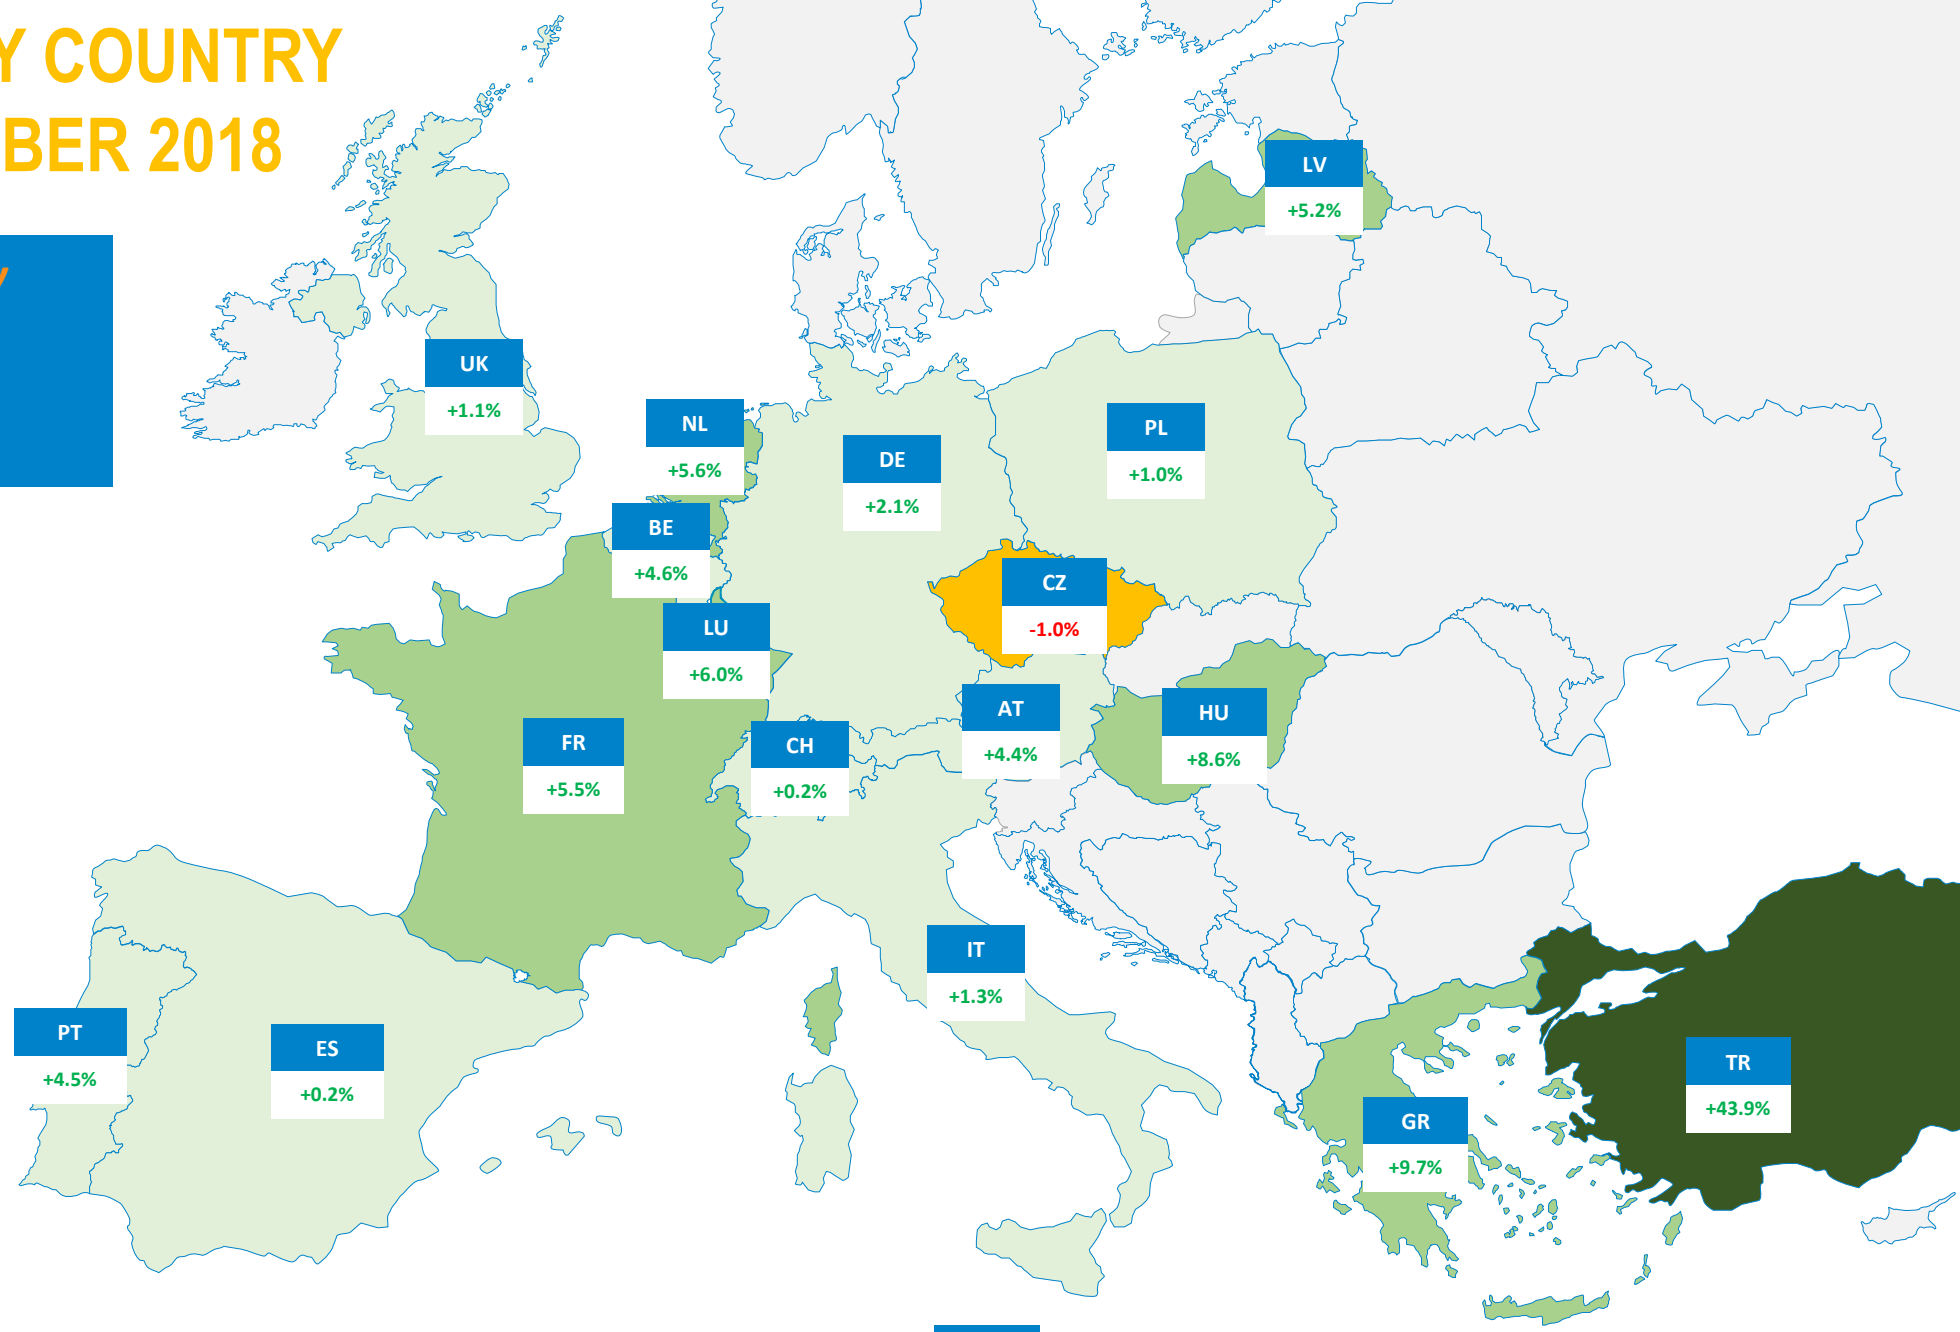 Y COUNTRY
BER 2018
LV
+5.2%
UK
+1.1%
NL
+5.6%
PL
+1.0%
DE
+2.1%
BE
+4.6%
CZ
-1.0%
LU
+6.0%
AT
+4.4%
HU
+8.6%
FR
+5.5%
CH
+0.2%
IT
+1.3%
PT
+4.5%
ES
+0.2%
TR
+43.9%
GR
+9.7%